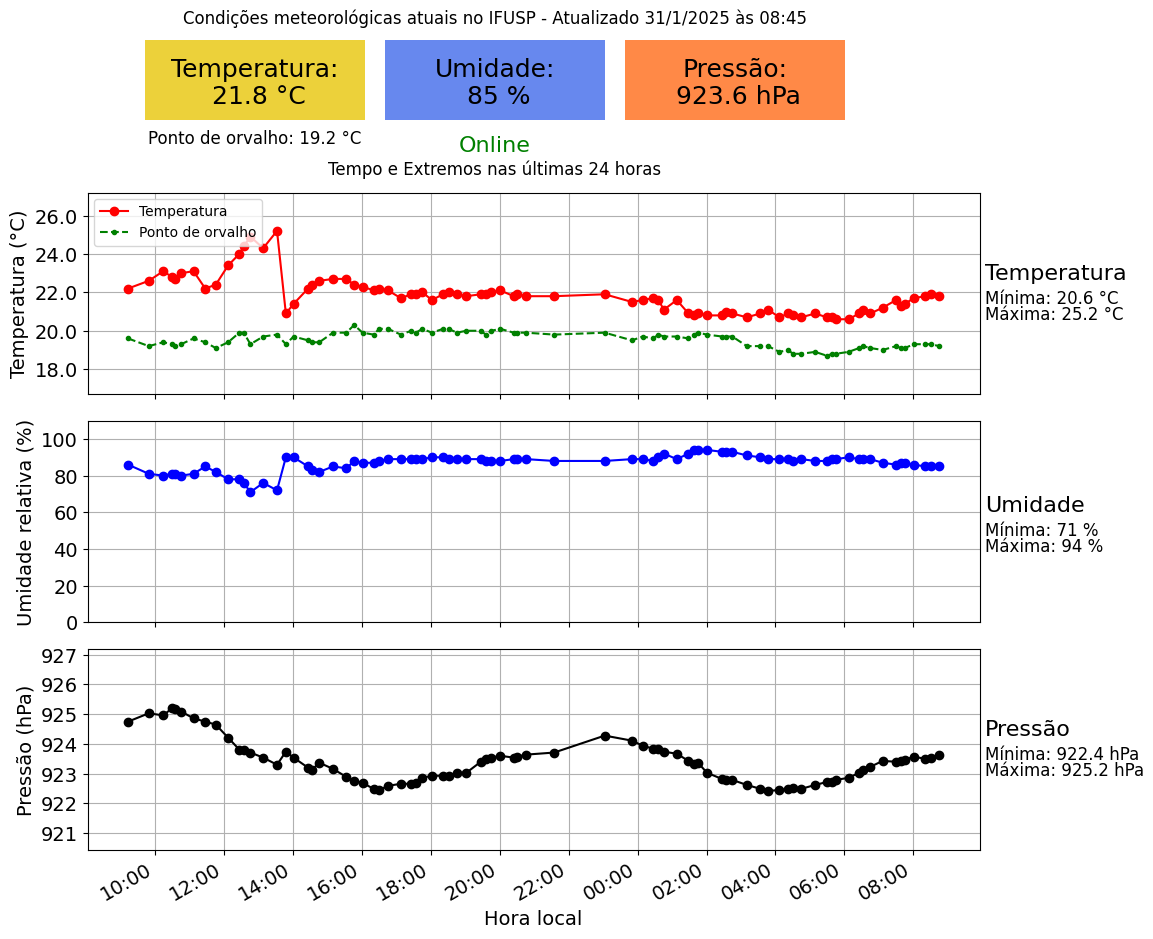 Condições meteorológicas atuais no IFUSP - Atualizado 31/1/2025 às 08:45
Temperatura:
21.8 °C
Umidade:
85 %
Pressão:
923.6 hPa
Ponto de orvalho: 19.2 °C
Online
Tempo e Extremos nas últimas 24 horas
Temperatura (°C)
26.0
24.0
22.0
20.0
18.0
Temperatura
Ponto de orvalho
Temperatura
Mínima: 20.6 °C
Máxima: 25.2 °C
Umidade relativa (%)
100
80
60
40
20
0
Umidade
Mínima: 71 %
Máxima: 94 %
Pressão (hPa)
927
926
925
924
923
922
921
Pressão
Mínima: 922.4 hPa
Máxima: 925.2 hPa
10:00
12:00
14:00
16:00
18:00
20:00
22:00
00:00
02:00
04:00
06:00
08:00
Hora local